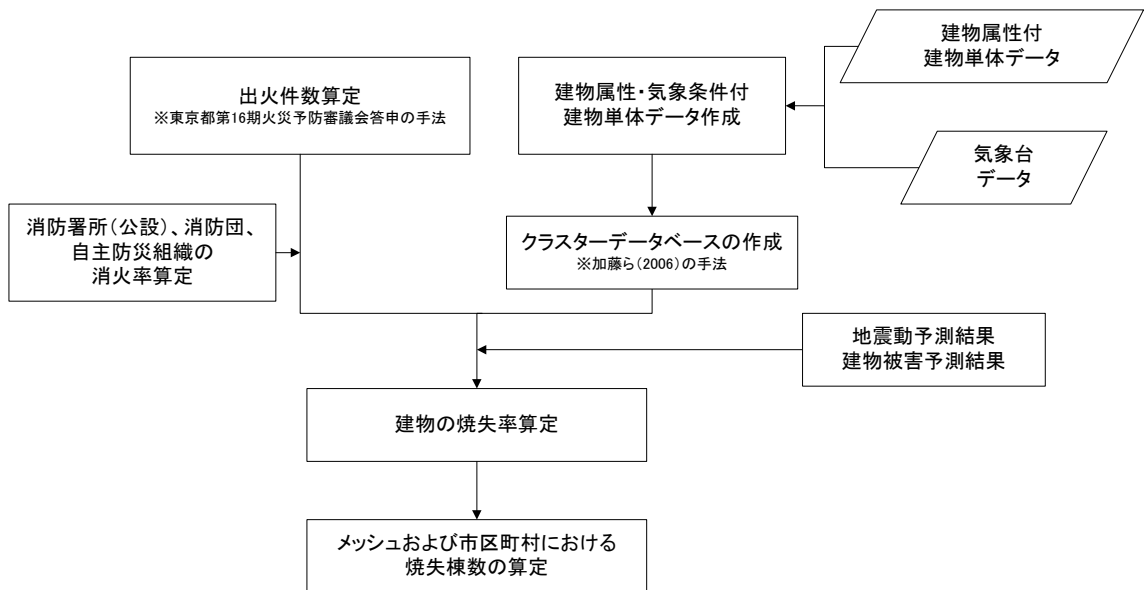 建物属性付
建物単体データ
出火件数算定
※東京都第16期火災予防審議会答申の手法
建物属性・気象条件付
建物単体データ作成
気象台
データ
消防署所(公設)、消防団、
自主防災組織の
消火率算定
クラスターデータベースの作成
※加藤ら(2006)の手法
地震動予測結果
建物被害予測結果
建物の焼失率算定
メッシュおよび市区町村における
焼失棟数の算定